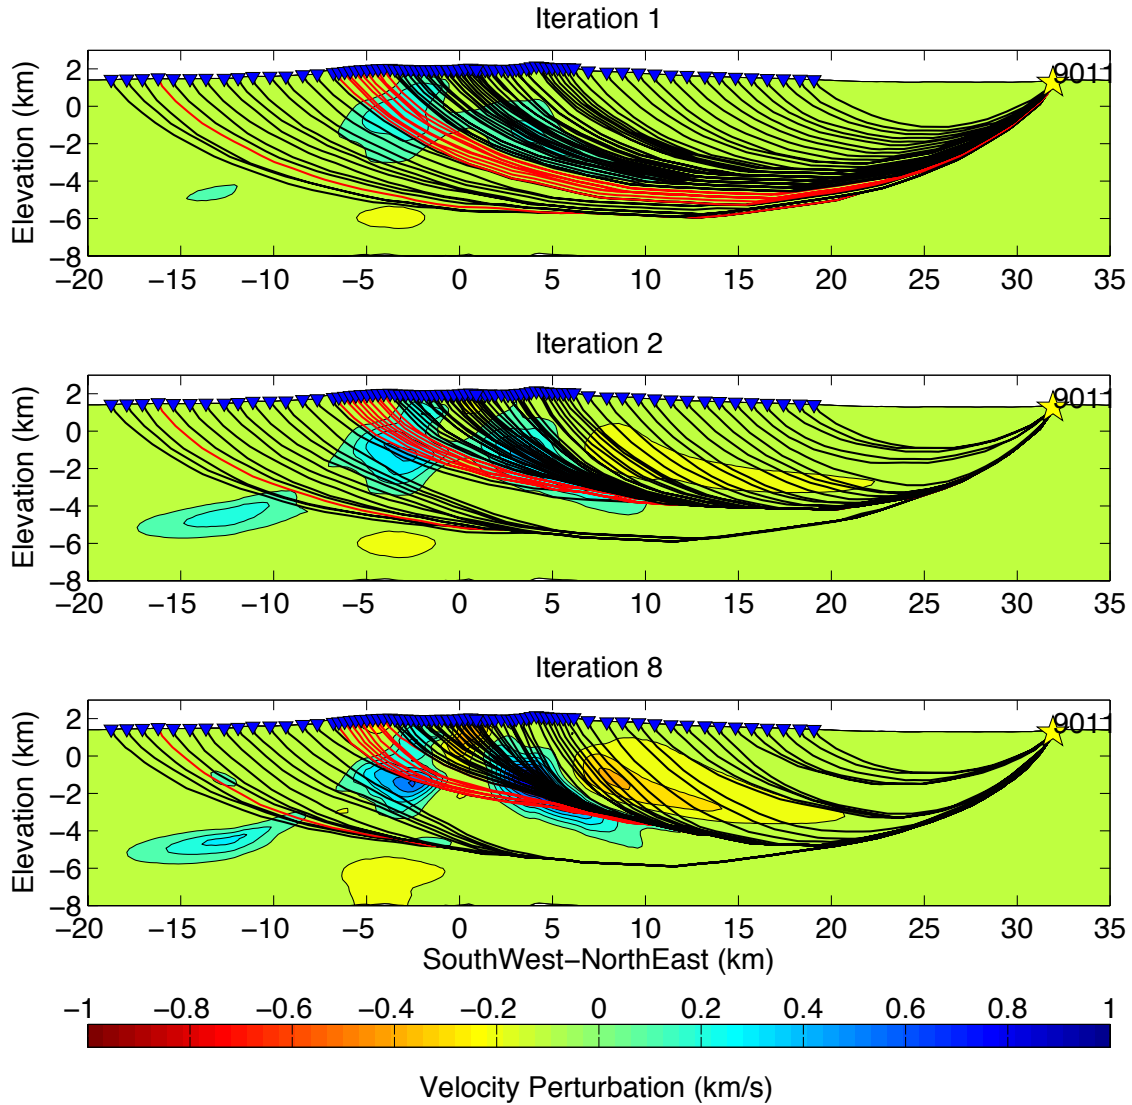 Iteration 1
Elevation (km)
2
0
−2
−4
−6
−8
9011
−20 −15 −10 −5 0 5 10 15 20 25 30 35
Iteration 2
Elevation (km)
2
0
−2
−4
−6
−8
9011
−20 −15 −10 −5 0 5 10 15 20 25 30 35
Iteration 8
Elevation (km)
2
0
−2
−4
−6
−8
9011
−20 −15 −10 −5 0 5 10 15 20 25 30 35
SouthWest−NorthEast (km)
−1 −0.8 −0.6 −0.4 −0.2 0 0.2 0.4 0.6 0.8 1
Velocity Perturbation (km/s)